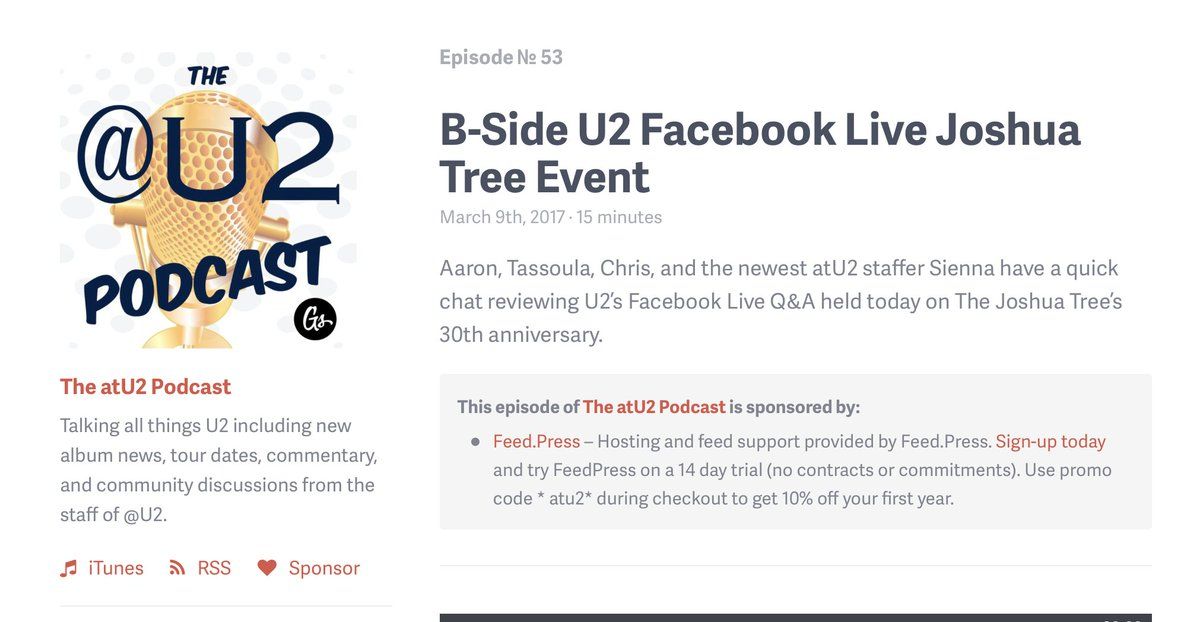 THE
@U2
PODCAST
Gs
The atU2 Podcast
Talking all things U2 including new
album news, tour dates, commentary,
and community discussions from the
staff of @U2.
iTunes RSS Sponsor
Episode № 53
B-Side U2 Facebook Live Joshua
Tree Event
March 9th, 2017 · 15 minutes
Aaron, Tassoula, Chris, and the newest atU2 staffer Sienna have a quick
chat reviewing U2’s Facebook Live Q&A held today on The Joshua Tree’s
30th anniversary.
This episode of The atU2 Podcast is sponsored by:
● Feed.Press – Hosting and feed support provided by Feed.Press. Sign-up today
and try FeedPress on a 14 day trial (no contracts or commitments). Use promo
code * atu2* during checkout to get 10% off your first year.